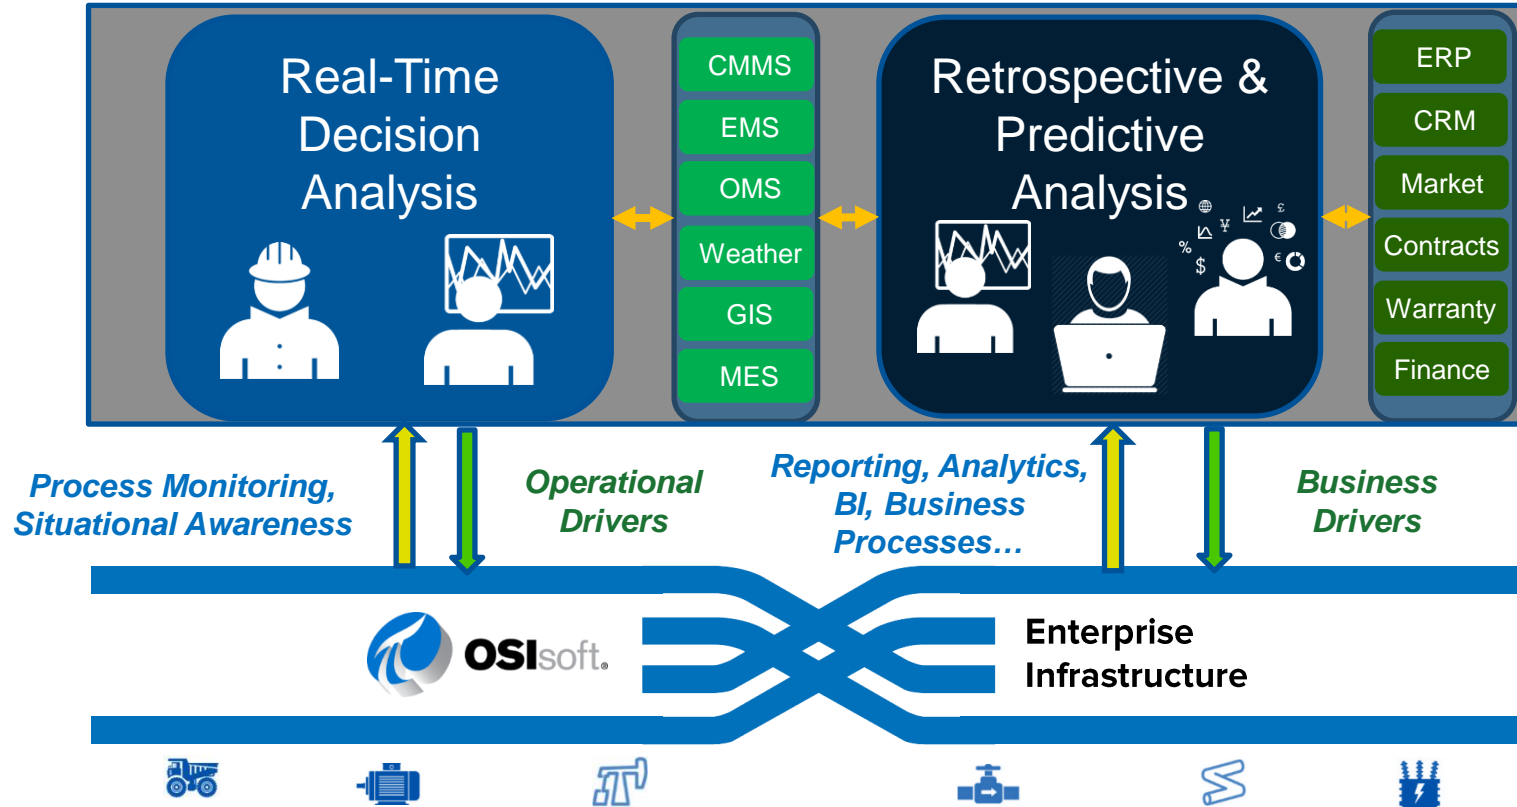 Real-Time
Decision
Analysis
CMMS
EMS
OMS
Weather
GIS
MES
Retrospective &
Predictive
Analysis
£
¥
%
$
€
ERP
CRM
Market
Contracts
Warranty
Finance
Process Monitoring,
Situational Awareness
Operational
Drivers
Reporting, Analytics,
BI, Business
Processes…
Business
Drivers
OSIsoft®
Enterprise
Infrastructure